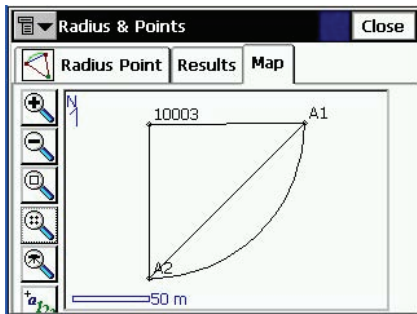 Radius & Points Close
Radius Point Results Map
N
10003 A1
A2
50 m